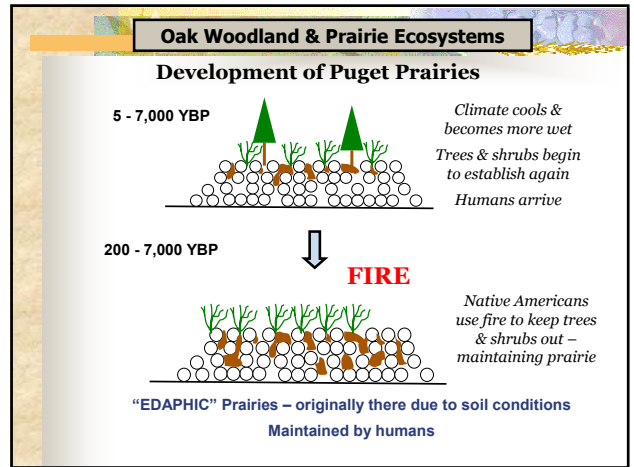 Oak Woodland & Prairie Ecosystems
Development of Puget Prairies
5 - 7,000 YBP
Climate cools &
becomes more wet
Trees & shrubs begin
to establish again
Humans arrive
200 - 7,000 YBP
FIRE
Native Americans
use fire to keep trees
& shrubs out –
maintaining prairie
“EDAPHIC” Prairies – originally there due to soil conditions
Maintained by humans